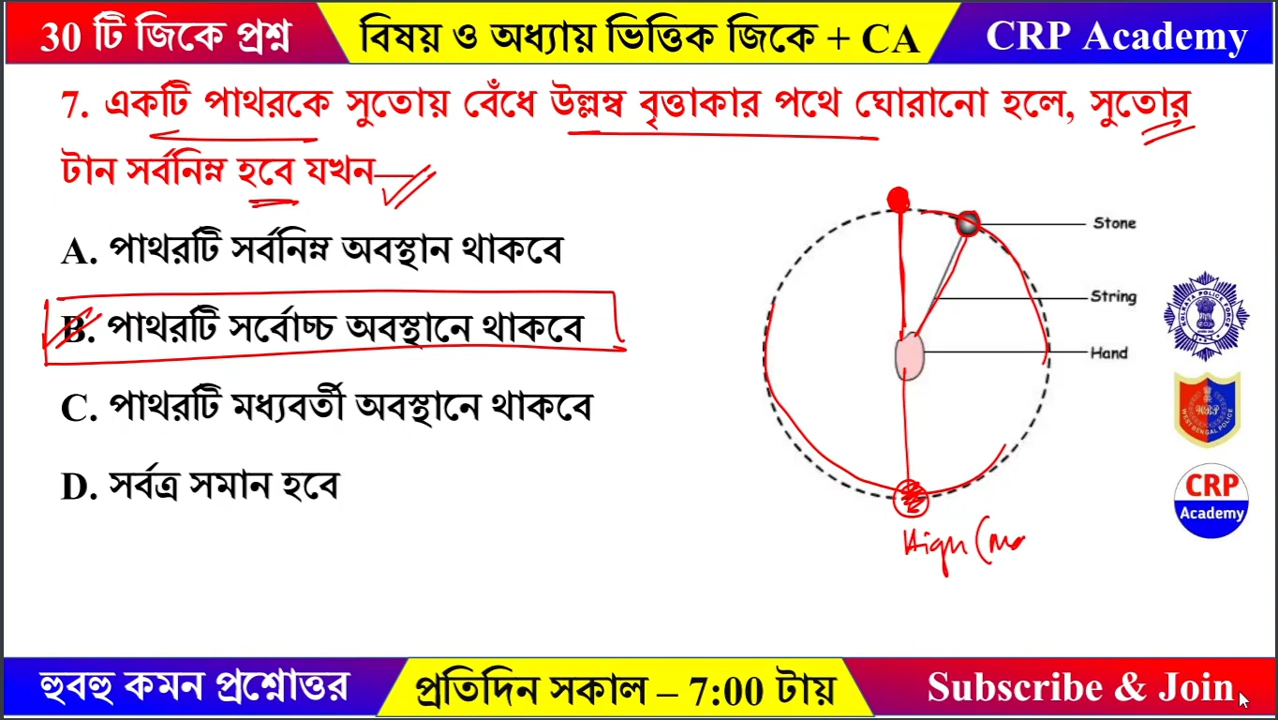 30 টি জিকে প্রশ্ন
বিষয় ও অধ্যায় ভিত্তিক জিকে + CA
CRP Academy
7. একটি পাথরকে সুতোয় বেঁধে উল্লম্ব বৃত্তাকার পথে ঘোরানো হলে, সুতোর
টান সর্বনিম্ন হবে যখন—
A. পাথরটি সর্বনিম্ন অবস্থান থাকবে
B. পাথরটি সর্বোচ্চ অবস্থানে থাকবে
C. পাথরটি মধ্যবর্তী অবস্থানে থাকবে
D. সর্বত্র সমান হবে
Stone
String
Hand
High (ma
CRP
Academy
হুবহু কমন প্রশ্নোত্তর
প্রতিদিন সকাল – 7:00 টায়
Subscribe & Join